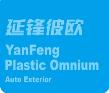 延锋彼欧
YanFeng
Plastic Omnium
Auto Exterior